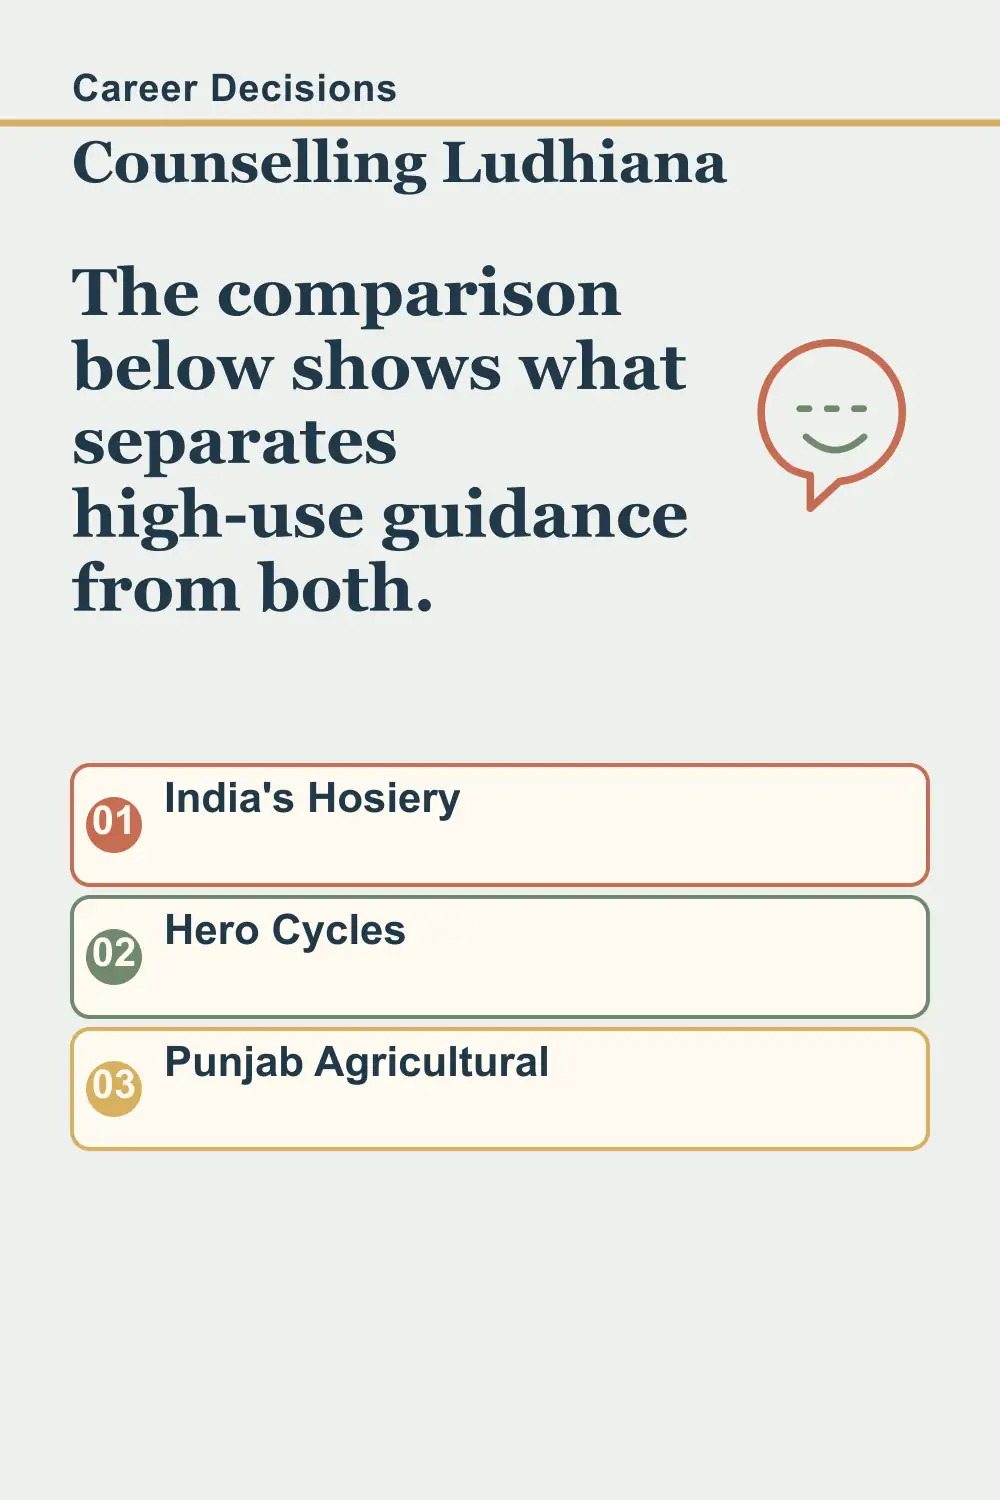 Career Decisions
Counselling Ludhiana
The comparison
below shows what
separates
high-use guidance
from both.
01
India's Hosiery
02
Hero Cycles
03
Punjab Agricultural